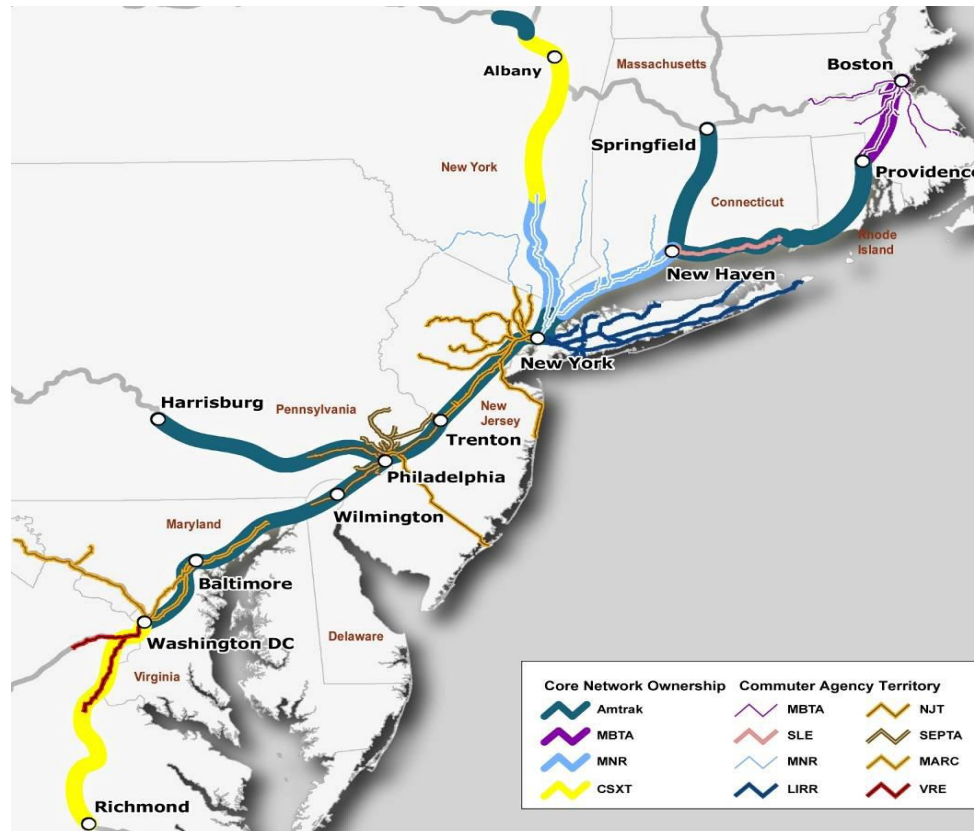 Boston
Massachusetts
Albany
Springfield
New York
Providence
Connecticut
Rhode
Island
New Haven
New York
Harrisburg
Pennsylvania
New
Jersey
Trenton
Philadelphia
Wilmington
Maryland
Baltimore
Washington DC
Delaware
Virginia
Richmond
Core Network Ownership
Amtrak
MBTA
MNR
CSXT
Commuter Agency Territory
MBTA
SLE
MNR
LIRR
NJT
SEPTA
MARC
VRE